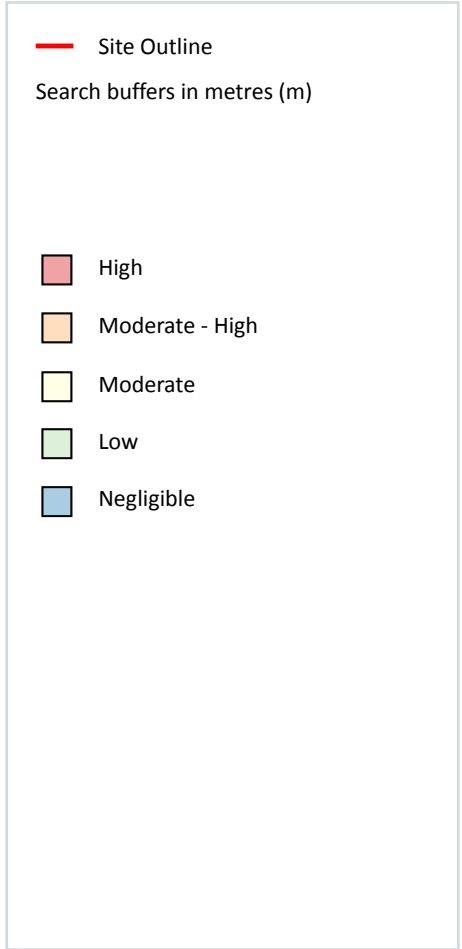 Site Outline
Search buffers in metres (m)
High
Moderate - High
Moderate
Low
Negligible